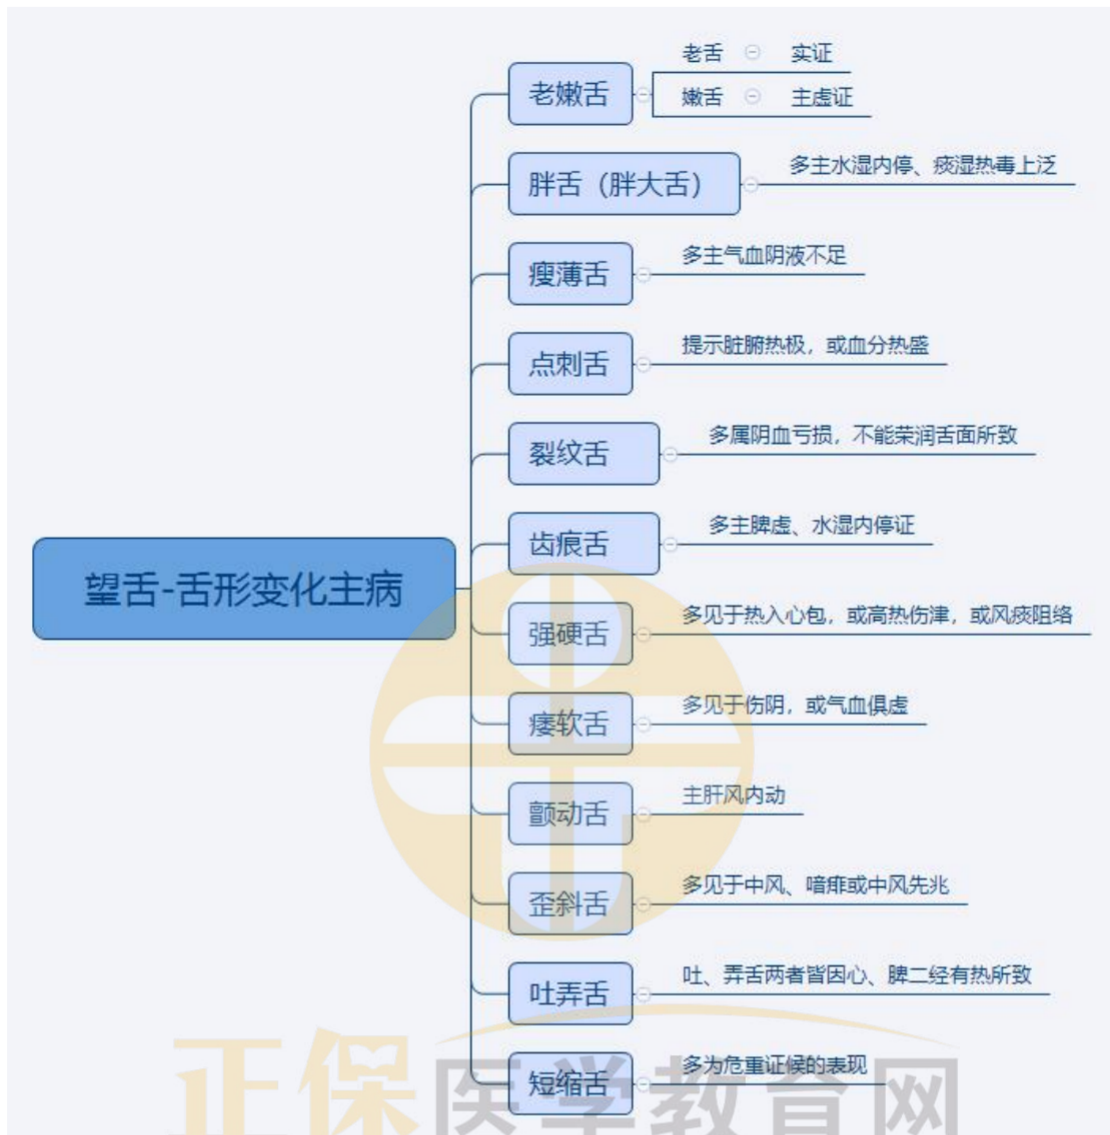 望舌-舌形变化主病
老嫩舌
老舌 实证
嫩舌 主虚证
胖舌（胖大舌）
多主水湿内停、痰湿热毒上泛
瘦薄舌
多主气血阴液不足
点刺舌
提示脏腑热极，或血分热盛
裂纹舌
多属阴血亏损，不能荣润舌面所致
齿痕舌
多主脾虚、水湿内停证
强硬舌
多见于热入心包，或高热伤津，或风痰阻络
痿软舌
多见于伤阴，或气血俱虚
颤动舌
主肝风内动
歪斜舌
多见于中风、喑痱或中风先兆
吐弄舌
吐、弄舌两者皆因心、脾二经有热所致
短缩舌
多为危重证候的表现
正保医学教育网